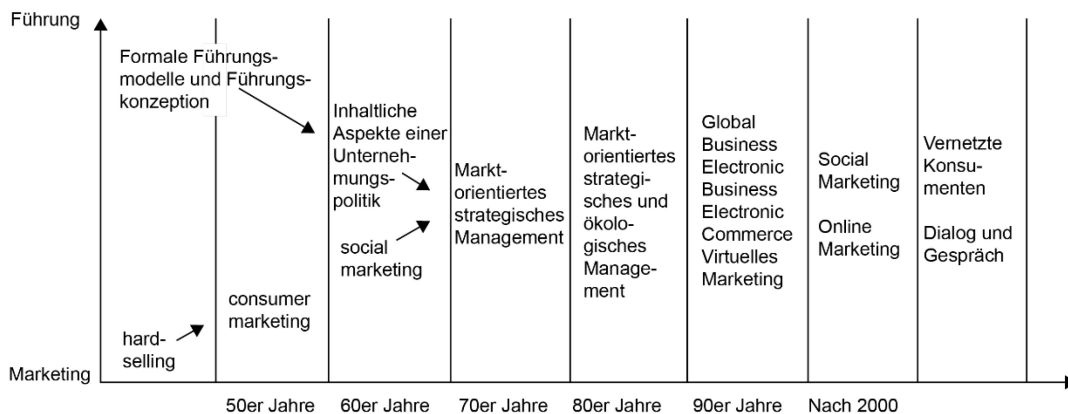 Führung
Formale Führungs-
modelle und Führungs-
konzeption
hard-
selling
consumer
marketing
Inhaltliche
Aspekte einer
Unterneh-
mungs-
politik
social
marketing
Markt-
orientiertes
strategisches
Management
Markt-
orientiertes
strategi-
sches und
ökolo-
gisches
Manage-
ment
Global
Business
Electronic
Business
Electronic
Commerce
Virtuelles
Marketing
Social
Marketing
Online
Marketing
Vernetzte
Konsu-
menten
Dialog und
Gespräch
Marketing
50er Jahre
60er Jahre
70er Jahre
80er Jahre
90er Jahre
Nach 2000